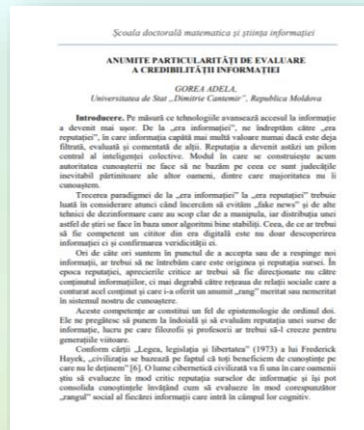 Școala doctorală matematica și știința informației
ANUMITE PARTICULARITĂȚI DE EVALUARE
A CREDIBILITĂȚII INFORMAȚIEI
GOREA ADELA,
Universitatea de Stat „Dimitrie Cantemir”, Republica Moldova
Introducere. Pe măsură ce tehnologiile avansează accesul la informație
a devenit mai ușor. De la „era informației”, ne îndreptăm către „era
reputației”, în care informația capătă mai multă valoare numai dacă este deja
filtrată, evaluată și comentată de alții. Reputația a devenit astăzi un pilon
central al inteligenței colective. Modul în care se construiește acum
autoritatea cunoașterii ne face să ne bazăm pe ceea ce sunt judecățile
inevitabil părtinitoare ale altor oameni, dintre care majoritatea nu îi
cunoaștem.
Trecerea paradigmei de la „era informației” la „era reputației” trebuie
luată în considerare atunci când încercăm să evităm „fake news” și de alte
tehnici de dezinformare care au scop clar de a manipula, iar distribuția unei
astfel de știri se face în baza unor algoritmi bine stabiliți. Ceea, de ce ar trebui
să fie competent un cititor din era digitală este nu doar descoperirea
informației ci și confirmarea veridicității ei.
Ori de câte ori suntem în punctul de a accepta sau de a respinge noi
informații, ar trebui să ne întrebăm care este originea și reputația sursei. În
epoca reputației, aprecierile critice ar trebui să fie direcționate nu către
conținutul informațiilor, ci mai degrabă către rețeaua de relații sociale care a
conturat acel conținut și care i-a oferit un anumit „rang” meritat sau nemeritat
în sistemul nostru de cunoaștere.
Aceste competențe ar constitui un fel de epistemologie de ordinul doi.
Ele ne pregătesc să punem la îndoială și să evaluăm reputația unei surse de
informație, lucru pe care filozofii și profesorii ar trebui să-l creeze pentru
generațiile viitoare.
Conform cărții „Legea, legislația și libertatea” (1973) a lui Frederick
Hayek, „civilizația se bazează pe faptul că toți beneficiem de cunoștințe pe
care nu le deținem”[6]. O lume cibernetică civilizată va fi una în care oamenii
știu să evalueze în mod critic reputația surselor de informație și își pot
consolida cunoștințele învățând cum să evalueze în mod corespunzător
„rangul” social al fiecărei informații care intră în câmpul lor cognitiv.